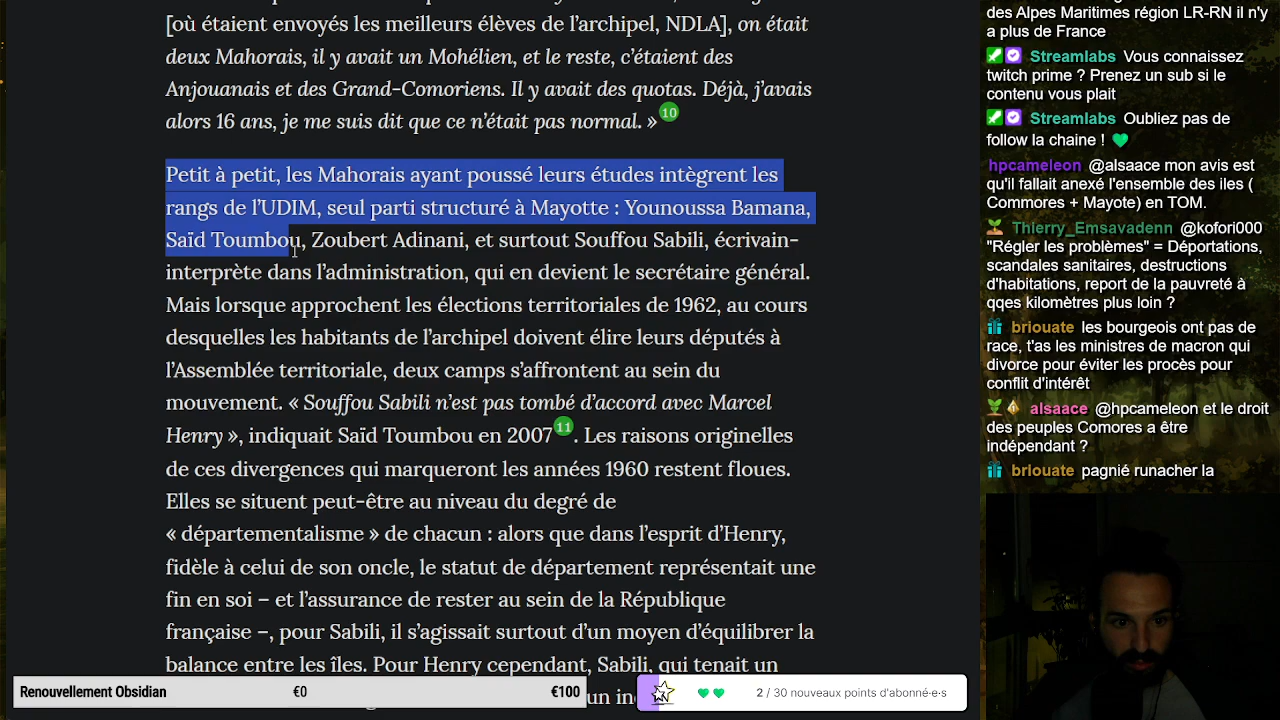 [où étaient envoyés les meilleurs élèves de l'archipel, NDLA], on était
deux Mahorais, il y avait un Mohélien, et le reste, c'étaient des
Anjouanais et des Grand-Comoriens. Il y avait des quotas. Déjà, j'avais
alors 16 ans, je me suis dit que ce n'était pas normal. » 10
Petit à petit, les Mahorais ayant poussé leurs études intègrent les
rangs de l'UDIM, seul parti structuré à Mayotte : Younoussa Bamana,
Saïd Toumbou, Zoubert Adinani, et surtout Souffou Sabili, écrivain-
interprète dans l'administration, qui en devient le secrétaire général.
Mais lorsque approchent les élections territoriales de 1962, au cours
desquelles les habitants de l'archipel doivent élire leurs députés à
l'Assemblée territoriale, deux camps s'affrontent au sein du
mouvement. « Souffou Sabili n'est pas tombé d'accord avec Marcel
Henry », indiquait Saïd Toumbou en 2007 11. Les raisons originelles
de ces divergences qui marqueront les années 1960 restent floues.
Elles se situent peut-être au niveau du degré de
« départementalisme » de chacun : alors que dans l'esprit d'Henry,
fidèle à celui de son oncle, le statut de département représentait une
fin en soi – et l'assurance de rester au sein de la République
française –, pour Sabili, il s'agissait surtout d'un moyen d'équilibrer la
balance entre les îles. Pour Henry cependant, Sabili, qui tenait un
Renouvellement Obsidian €0 €100
2 / 30 nouveaux points d'abonné·e·s
des Alpes Maritimes région LR-RN il n'y
a plus de France
Streamlabs Vous connaissez
twitch prime ? Prenez un sub si le
contenu vous plait
Streamlabs Oubliez pas de
follow la chaine !
hpcameleon @alsaace mon avis est
qu'il fallait anexé l'ensemble des iles (
Commores + Mayote) en TOM.
Thierry_Emsavadenn @kofori000
"Régler les problèmes" = Déportations,
scandales sanitaires, destructions
d'habitations, report de la pauvreté à
qqes kilomètres plus loin ?
briouate les bourgeois ont pas de
race, t'as les ministres de macron qui
divorce pour éviter les procès pour
conflit d'intérêt
alsaace @hpcameleon et le droit
des peuples Comores a être
indépendant ?
briouate pagnié runacher la